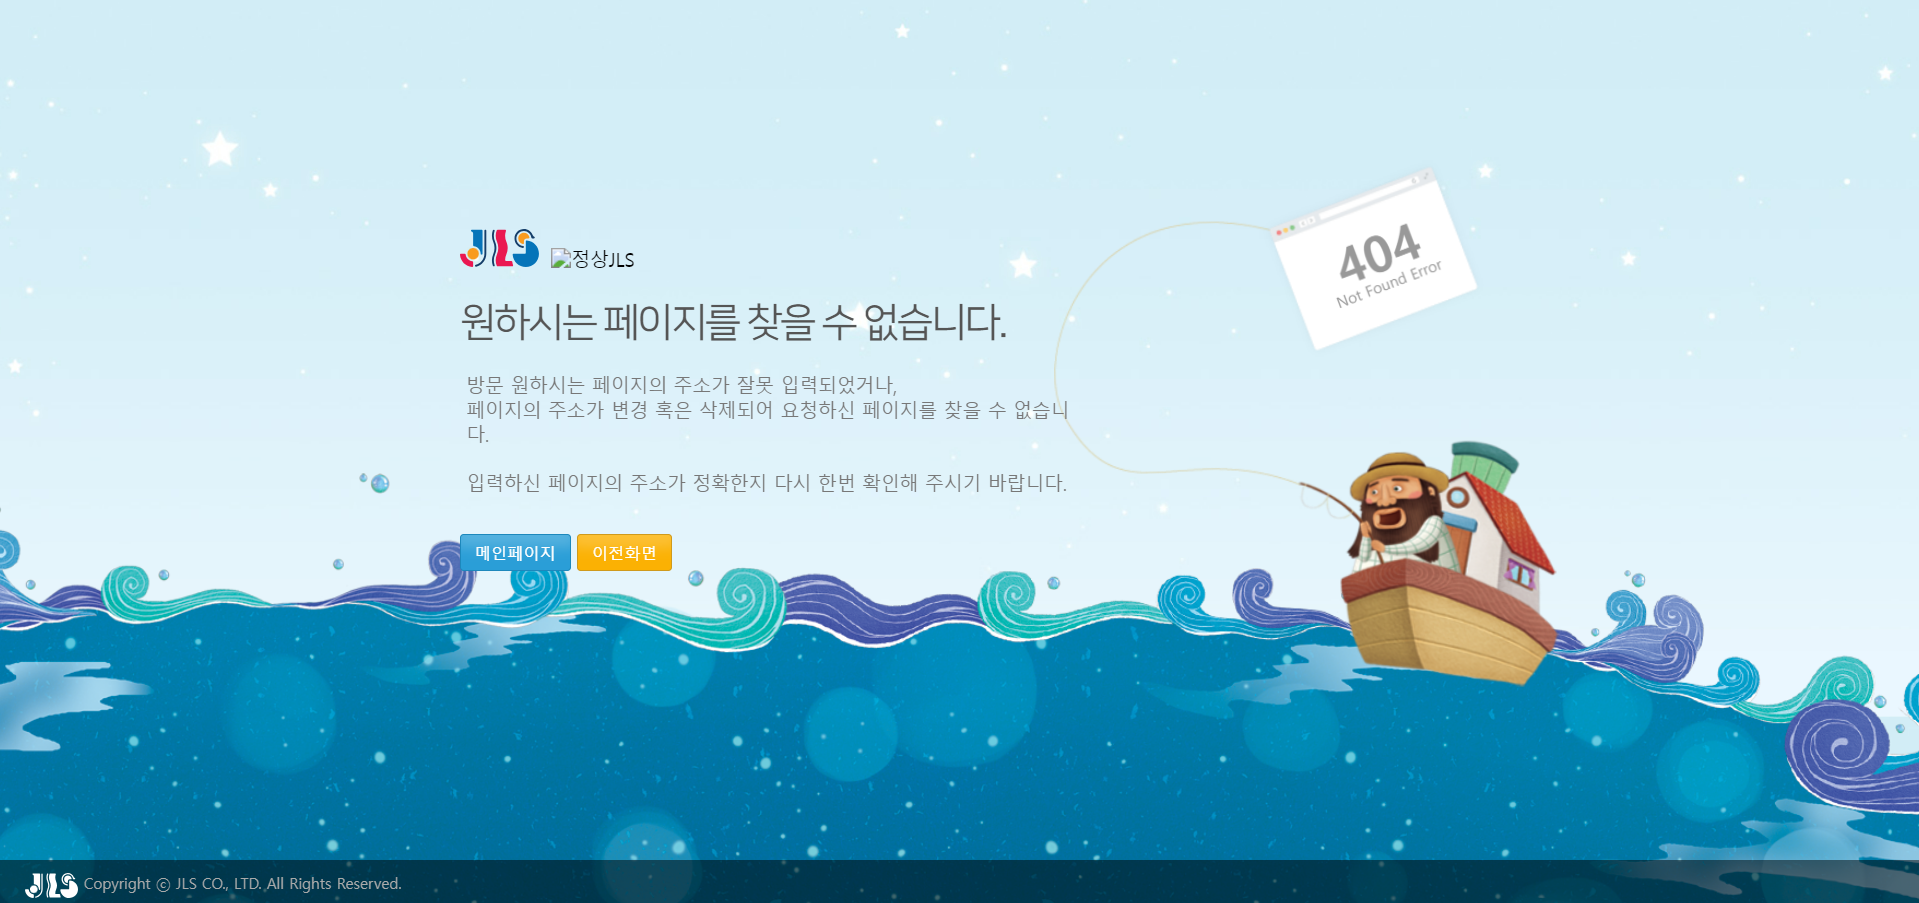 JLS 정상JLS
404
Not Found Error
원하시는 페이지를 찾을 수 없습니다.
방문 원하시는 페이지의 주소가 잘못 입력되었거나,
페이지의 주소가 변경 혹은 삭제되어 요청하신 페이지를 찾을 수 없습니
다.
입력하신 페이지의 주소가 정확한지 다시 한번 확인해 주시기 바랍니다.
메인페이지 이전화면
JLS Copyright ⓒ JLS CO., LTD. All Rights Reserved.